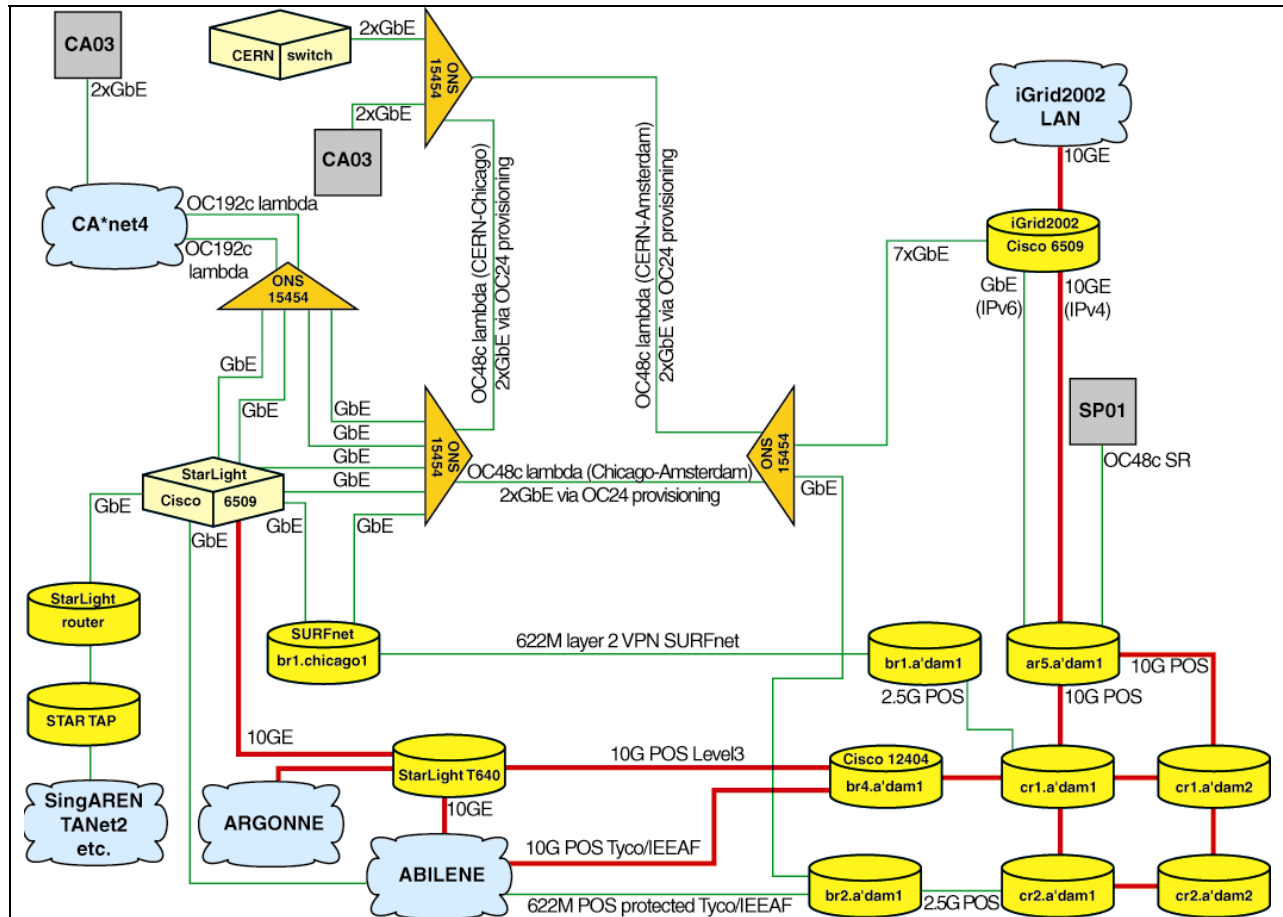 CA03
2xGbE
CERN switch
2xGbE
ONS
15454
2xGbE
CA03
iGrid2002
LAN
10GE
CA*net4
OC192c lambda
OC192c
lambda
ONS
15454
OC48c lambda (CERN-Chicago)
2xGbE via OC24 provisioning
OC48c lambda (CERN-Amsterdam)
2xGbE via OC24 provisioning
iGrid2002
Cisco 6509
7xGbE
GbE
(IPv6)
10GE
(IPv4)
GbE
GbE
GbE
GbE
GbE
GbE
ONS
15454
ONS
15454
SP01
OC48c SR
OC48c lambda (Chicago-Amsterdam)
2xGbE via OC24 provisioning
GbE
StarLight
Cisco 6509
GbE
GbE
GbE
GbE
StarLight
router
SURFnet
br1.chicago1
622M layer 2 VPN SURFnet
br1.a'dam1
ar5.a'dam1
10G POS
2.5G POS
10G POS
STAR TAP
10GE
StarLight T640
10G POS Level3
Cisco 12404
br4.a'dam1
cr1.a'dam1
cr1.a'dam2
SingAREN
TANet2
etc.
ARGONNE
10GE
10G POS Tyco/IEEAF
ABILENE
622M POS protected Tyco/IEEAF
br2.a'dam1
2.5G POS
cr2.a'dam1
cr2.a'dam2